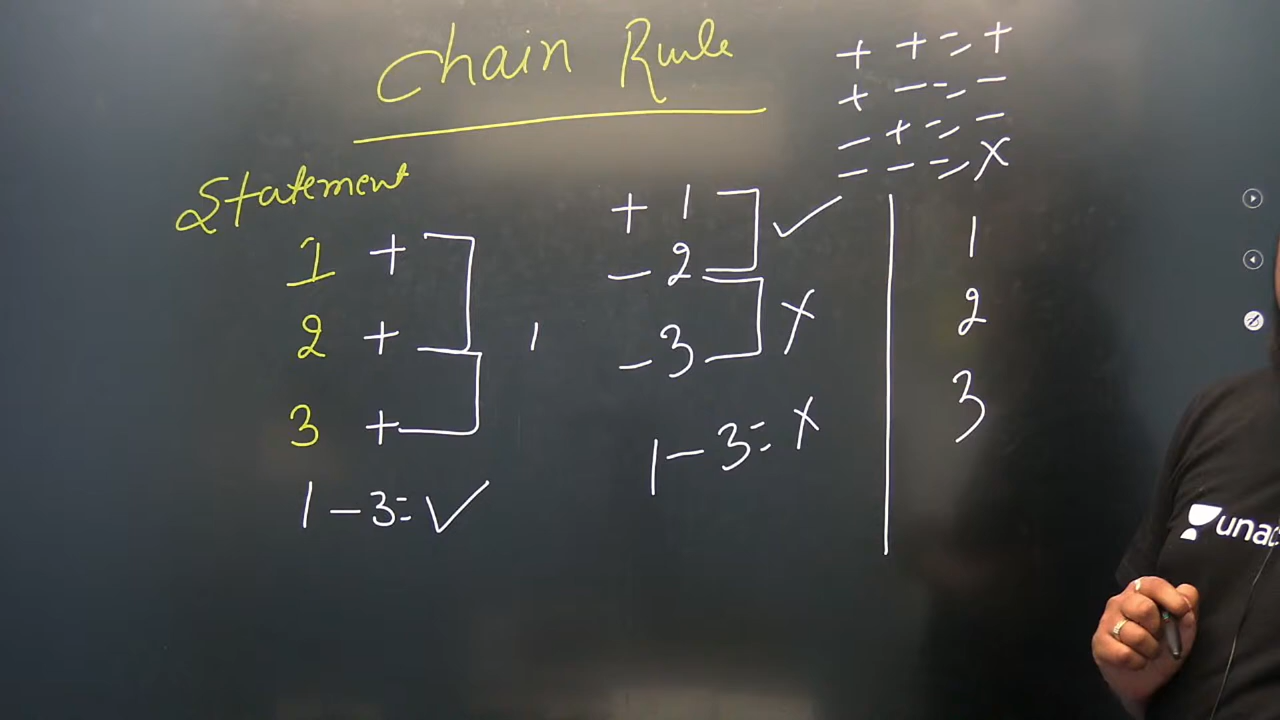 Chain Rule
+ + = +
+ - = -
- + = -
- - = X
Statement
1 +
2 +
3 +
1 - 3 = ✓
+ 1 ✓
- 2
- 3 X
1 - 3 = X
1
2
3
unac